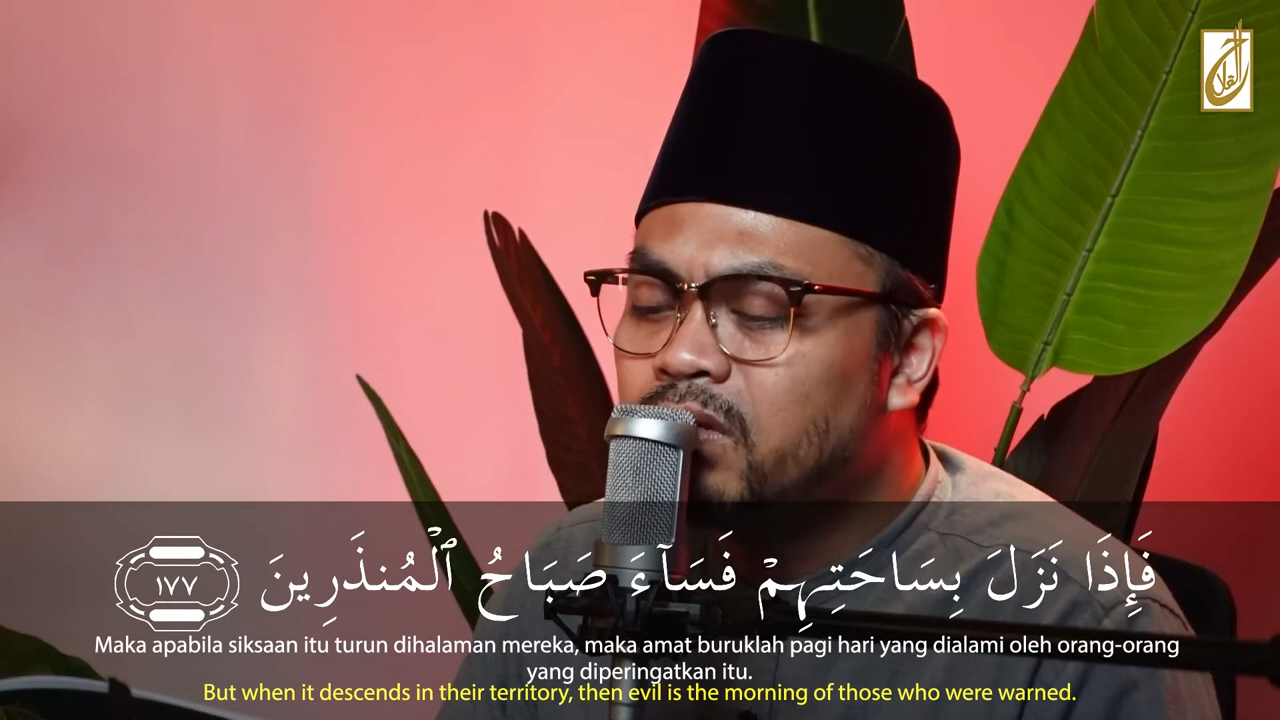 فَإِذَا نَزَلَ بِسَاحَتِهِمْ فَسَآءَ صَبَاحُ ٱلْمُنذَرِينَ ١٧٧
Maka apabila siksaan itu turun dihalaman mereka, maka amat buruklah pagi hari yang dialami oleh orang-orang
yang diperingatkan itu.
But when it descends in their territory, then evil is the morning of those who were warned.